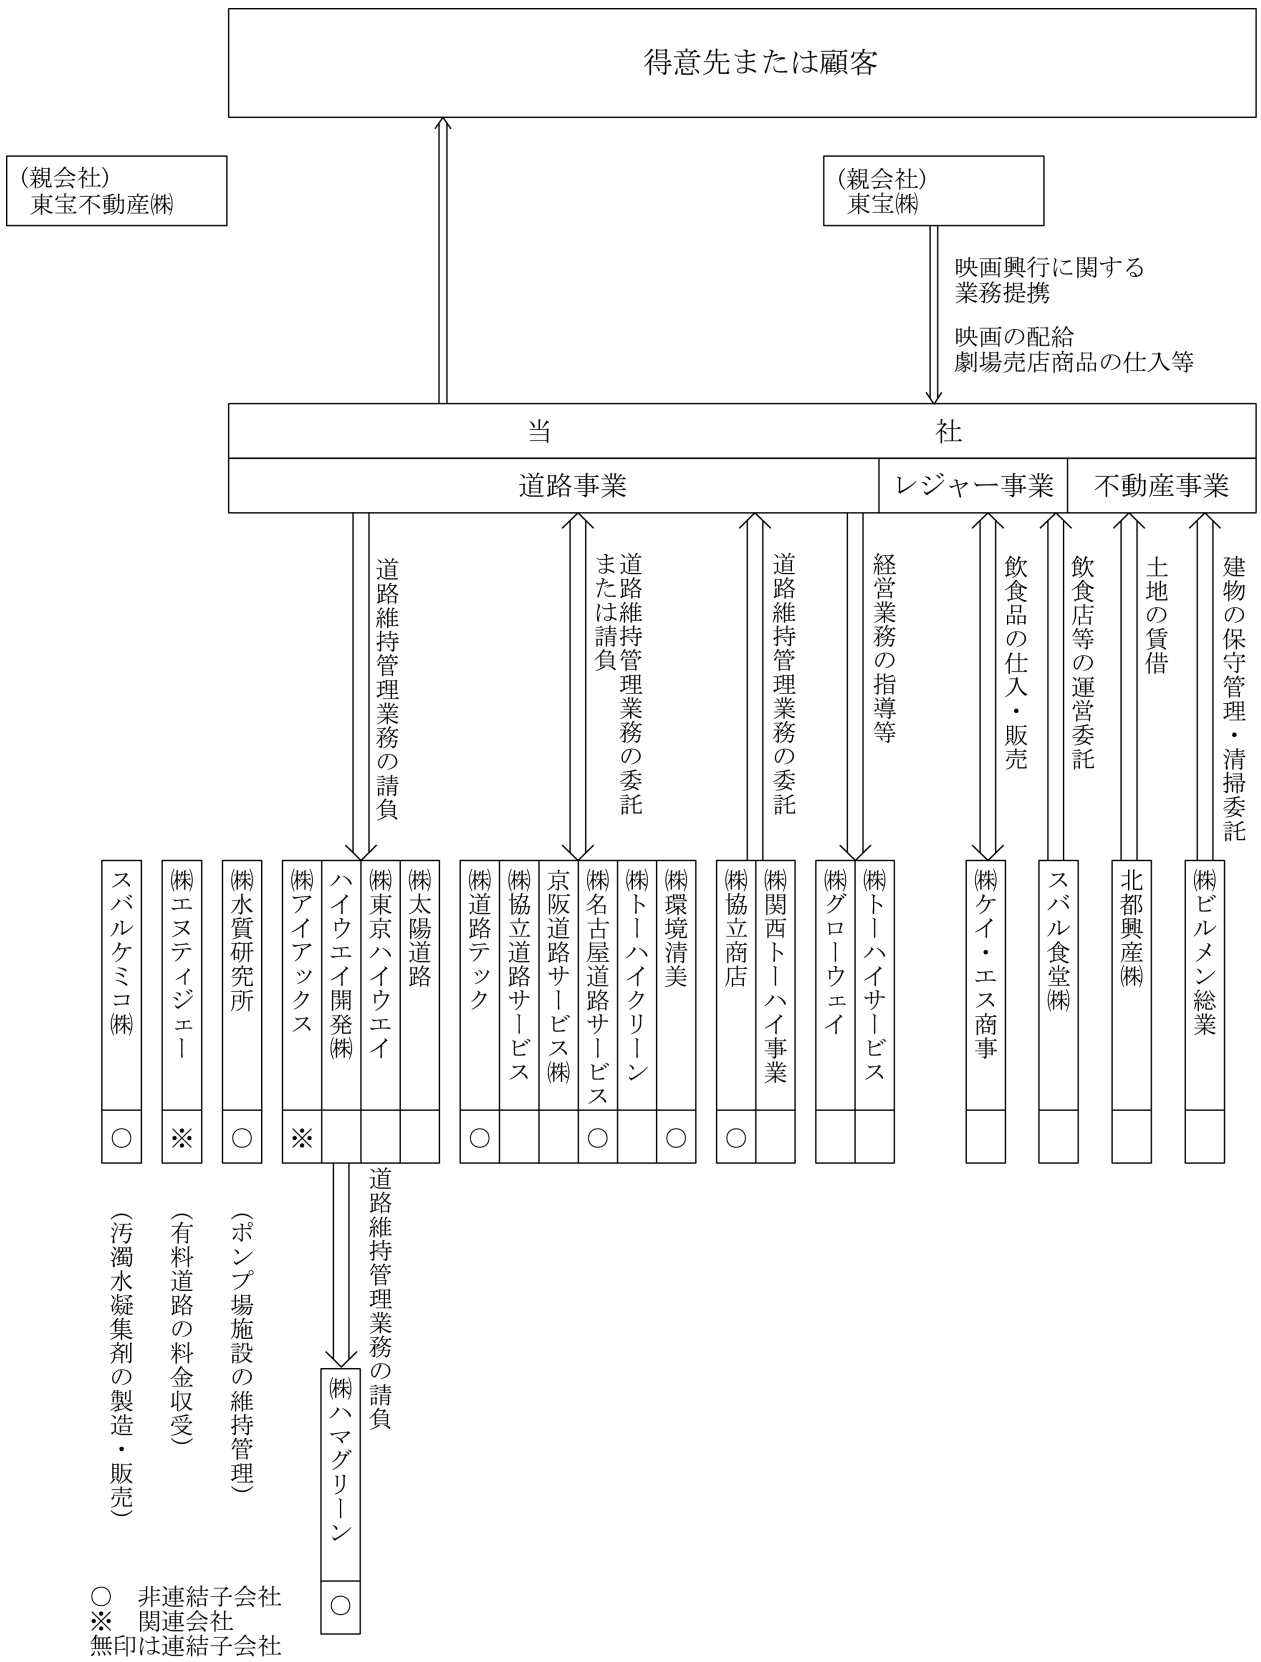 得意先または顧客
(親会社)
東宝不動産㈱
(親会社)
東宝㈱
映画興行に関する
業務提携
映画の配給
劇場売店商品の仕入等
当 社
道路事業
レジャー事業
不動産事業
道路維持管理業務の請負
道路維持管理業務の委託
または請負
道路維持管理業務の委託
経営業務の指導等
飲食品の仕入・販売
飲食店等の運営委託
土地の賃借
建物の保守管理・清掃委託
スバルケミコ㈱
○
㈱エヌティジェー
※
㈱水質研究所
○
㈱アイアックス
※
ハイウエイ開発㈱
㈱東京ハイウエイ
㈱太陽道路
㈱道路テック
○
㈱協立道路サービス
京阪道路サービス㈱
㈱名古屋道路サービス
○
㈱トーハイクリーン
㈱環境清美
○
㈱協立商店
○
㈱関西トーハイ事業
㈱グローウェイ
㈱トーハイサービス
㈱ケイ・エス商事
スバル食堂㈱
北都興産㈱
㈱ビルメン総業
(汚濁水凝集剤の製造・販売)
(有料道路の料金収受)
(ポンプ場施設の維持管理)
道路維持管理業務の請負
㈱ハマグリーン
○
○ 非連結子会社
※ 関連会社
無印は連結子会社